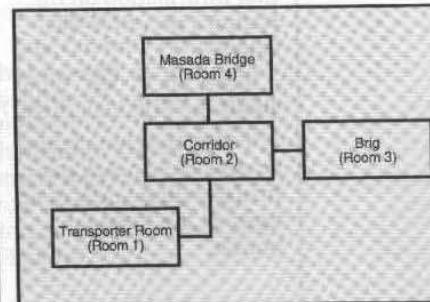 Masada Bridge
(Room 4)
Corridor
(Room 2)
Brig
(Room 3)
Transporter Room
(Room 1)